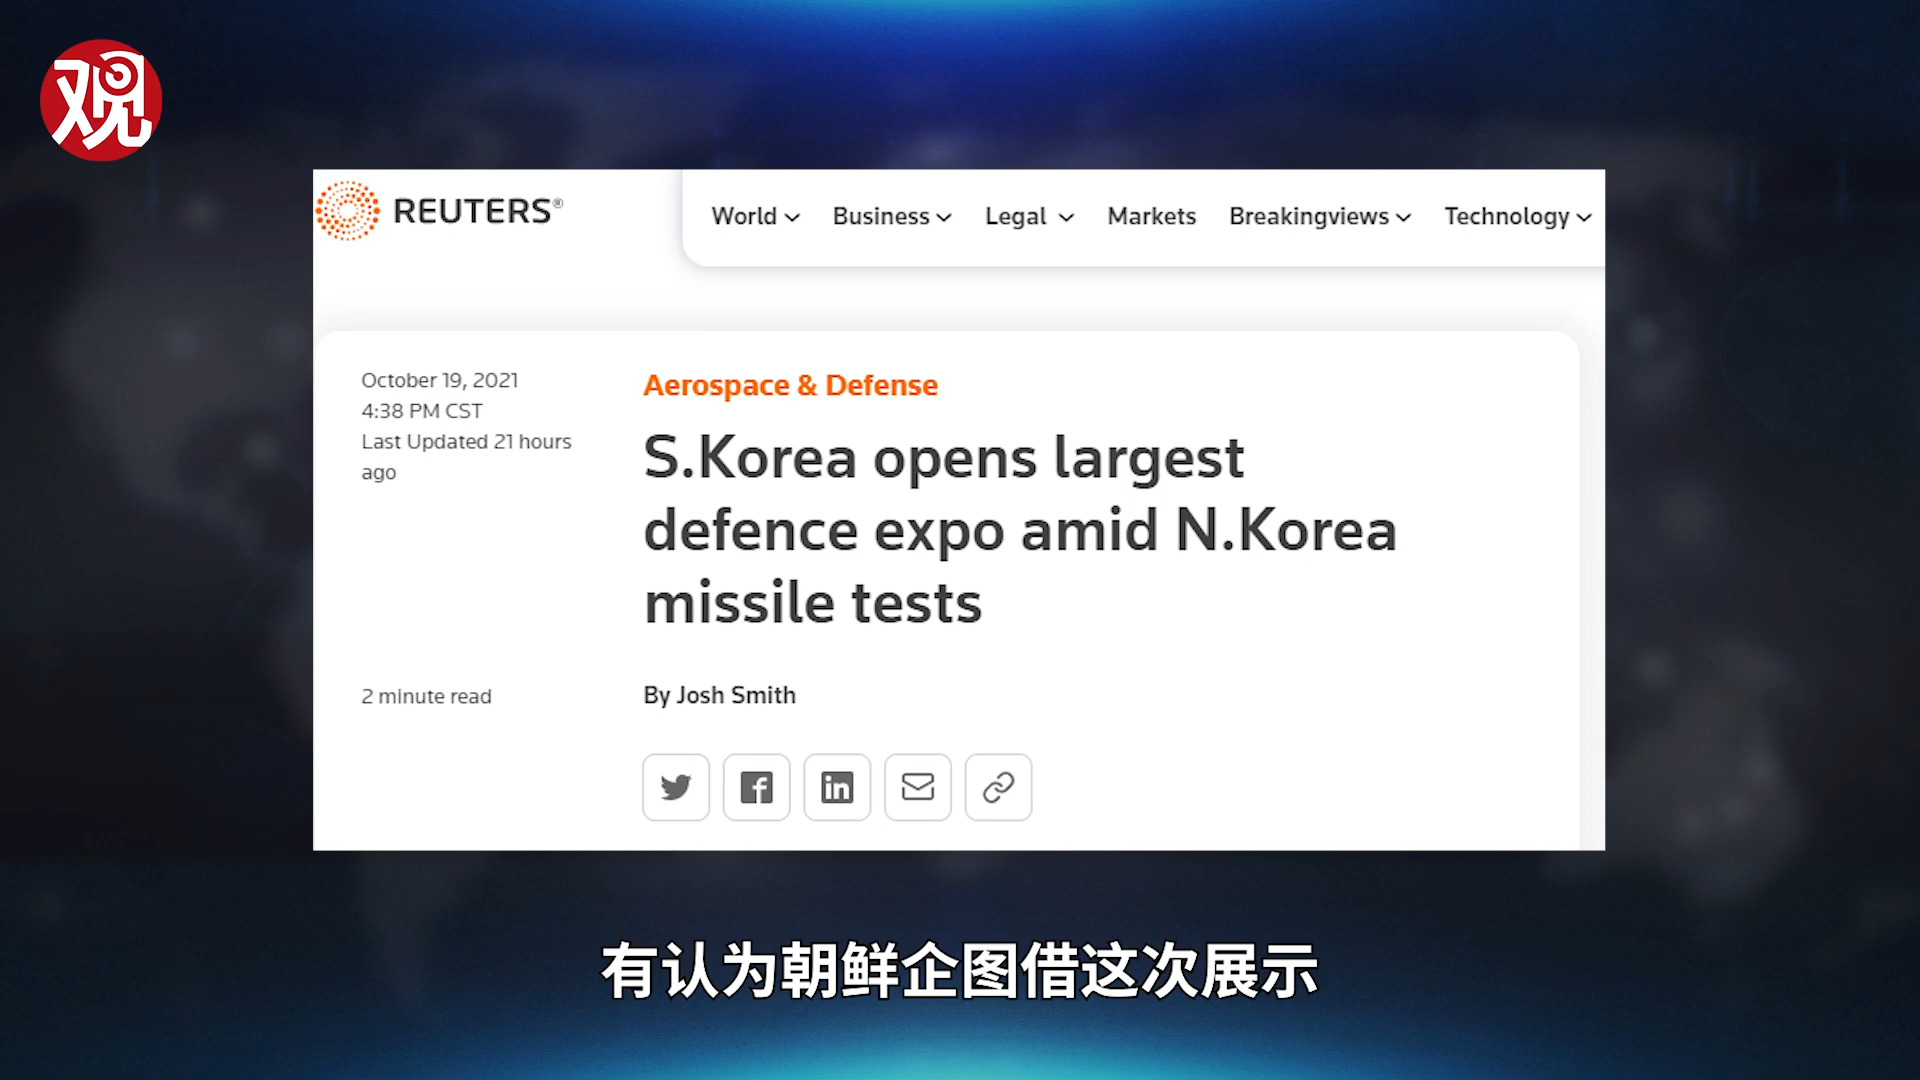 观
REUTERS®
World
Business
Legal
Markets
Breakingviews
Technology
October 19, 2021
4:38 PM CST
Last Updated 21 hours
ago
Aerospace & Defense
S.Korea opens largest
defence expo amid N.Korea
missile tests
2 minute read
By Josh Smith
有认为朝鲜企图借这次展示